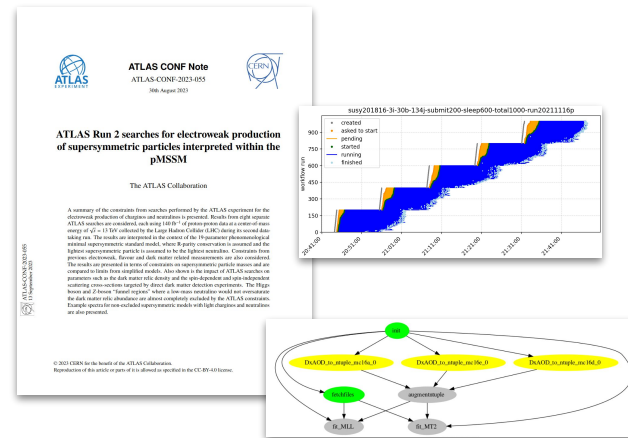 ATLAS
EXPERIMENT
ATLAS CONF Note
ATLAS-CONF-2023-055
30th August 2023
CERN
ATLAS Run 2 searches for electroweak production
of supersymmetric particles interpreted within the
pMSSM
The ATLAS Collaboration
A summary of the constraints from searches performed by the ATLAS experiment for the
electroweak production of charginos and neutralinos is presented. Results from eight separate
ATLAS searches are considered, each using 140 fb⁻¹ of proton-proton data at a center-of-mass
energy of √s = 13 TeV collected by the Large Hadron Collider (LHC) during its second data-
taking run. The results are interpreted in the context of the 19-parameter phenomenological
minimal supersymmetric standard model, where R-parity conservation is assumed and the
lightest supersymmetric particle is assumed to be the lightest neutralino. Constraints from
previous electroweak, flavour and dark matter related measurements are also considered.
The results are presented in terms of constraints on supersymmetric particle masses and are
compared to limits from simplified models. Also shown is the impact of ATLAS searches on
parameters such as the dark matter relic density and the spin-dependent and spin-independent
scattering cross-sections targeted by direct dark matter detection experiments. The Higgs
boson and Z-boson "funnel regions" where a low-mass neutralino would not oversaturate
the dark matter relic abundance are almost completely excluded by the ATLAS constraints.
Example spectra for non-excluded supersymmetric models with light charginos and neutralinos
are also presented.
ATLAS-CONF-2023-055
13 September 2023
© 2023 CERN for the benefit of the ATLAS Collaboration.
Reproduction of this article or parts of it is allowed as specified in the CC-BY-4.0 license.
susy201816-3i-30b-134j-submit200-sleep600-total1000-run20211116p
created
asked to start
pending
started
running
finished
workflow run
900
750
600
450
300
150
0
20:41:00
20:51:00
21:01:00
21:11:00
21:21:00
21:31:00
21:41:00
init
DxAOD_to_ntuple_mc16a_0
DxAOD_to_ntuple_mc16e_0
DxAOD_to_ntuple_mc16d_0
fetchfiles
augmentntuple
fit_MLL
fit_MT2